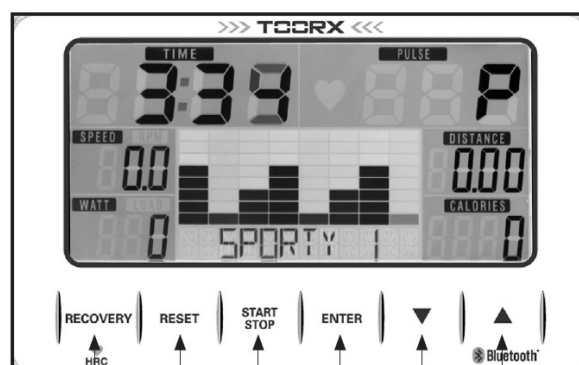 >>> TOORX <<<
TIME PULSE
3:34 P
SPEED RPM DISTANCE
0.0 0.00
WATT LOAD CALORIES
0 0
SPORTY 1
RECOVERY RESET START STOP ENTER ▼ ▲
HRC Bluetooth